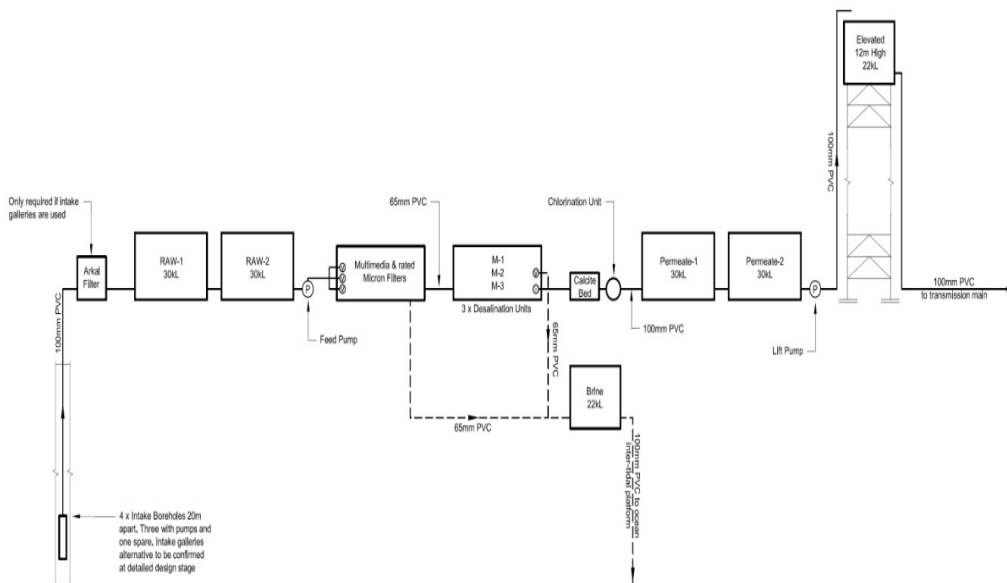 Elevated
12m High
22kL
100mm PVC
100mm PVC
to transmission main
Only required if intake
galleries are used
65mm PVC
Chlorination Unit
Arkal
Filter
RAW-1
30kL
RAW-2
30kL
P
Feed Pump
Multimedia & rated
Micron Filters
M-1
M-2
M-3
3 x Desalination Units
Calcite
Bed
100mm PVC
Permeate-1
30kL
Permeate-2
30kL
P
Lift Pump
100mm PVC
65mm PVC
65mm PVC
Brine
22kL
100mm PVC to ocean
inter-tidal platform
4 x Intake Boreholes 20m
apart, Three with pumps and
one spare, Intake galleries
alternative to be confirmed
at detailed design stage